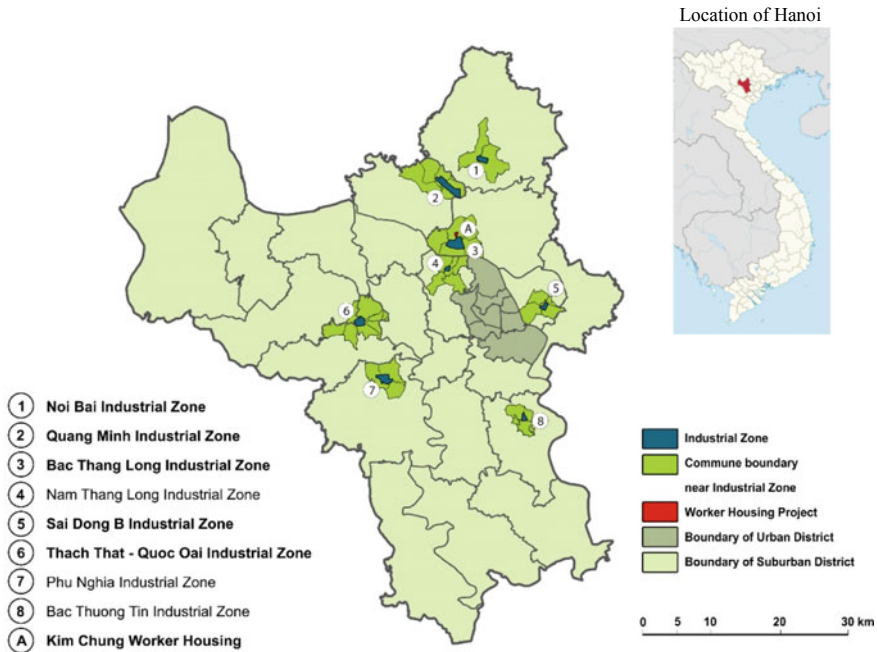 Location of Hanoi
1
2
A
3
4
5
6
7
8
1 Noi Bai Industrial Zone
2 Quang Minh Industrial Zone
3 Bac Thang Long Industrial Zone
4 Nam Thang Long Industrial Zone
5 Sai Dong B Industrial Zone
6 Thach That - Quoc Oai Industrial Zone
7 Phu Nghia Industrial Zone
8 Bac Thuong Tin Industrial Zone
A Kim Chung Worker Housing
Industrial Zone
Commune boundary
near Industrial Zone
Worker Housing Project
Boundary of Urban District
Boundary of Suburban District
0 5 10 20 30 km